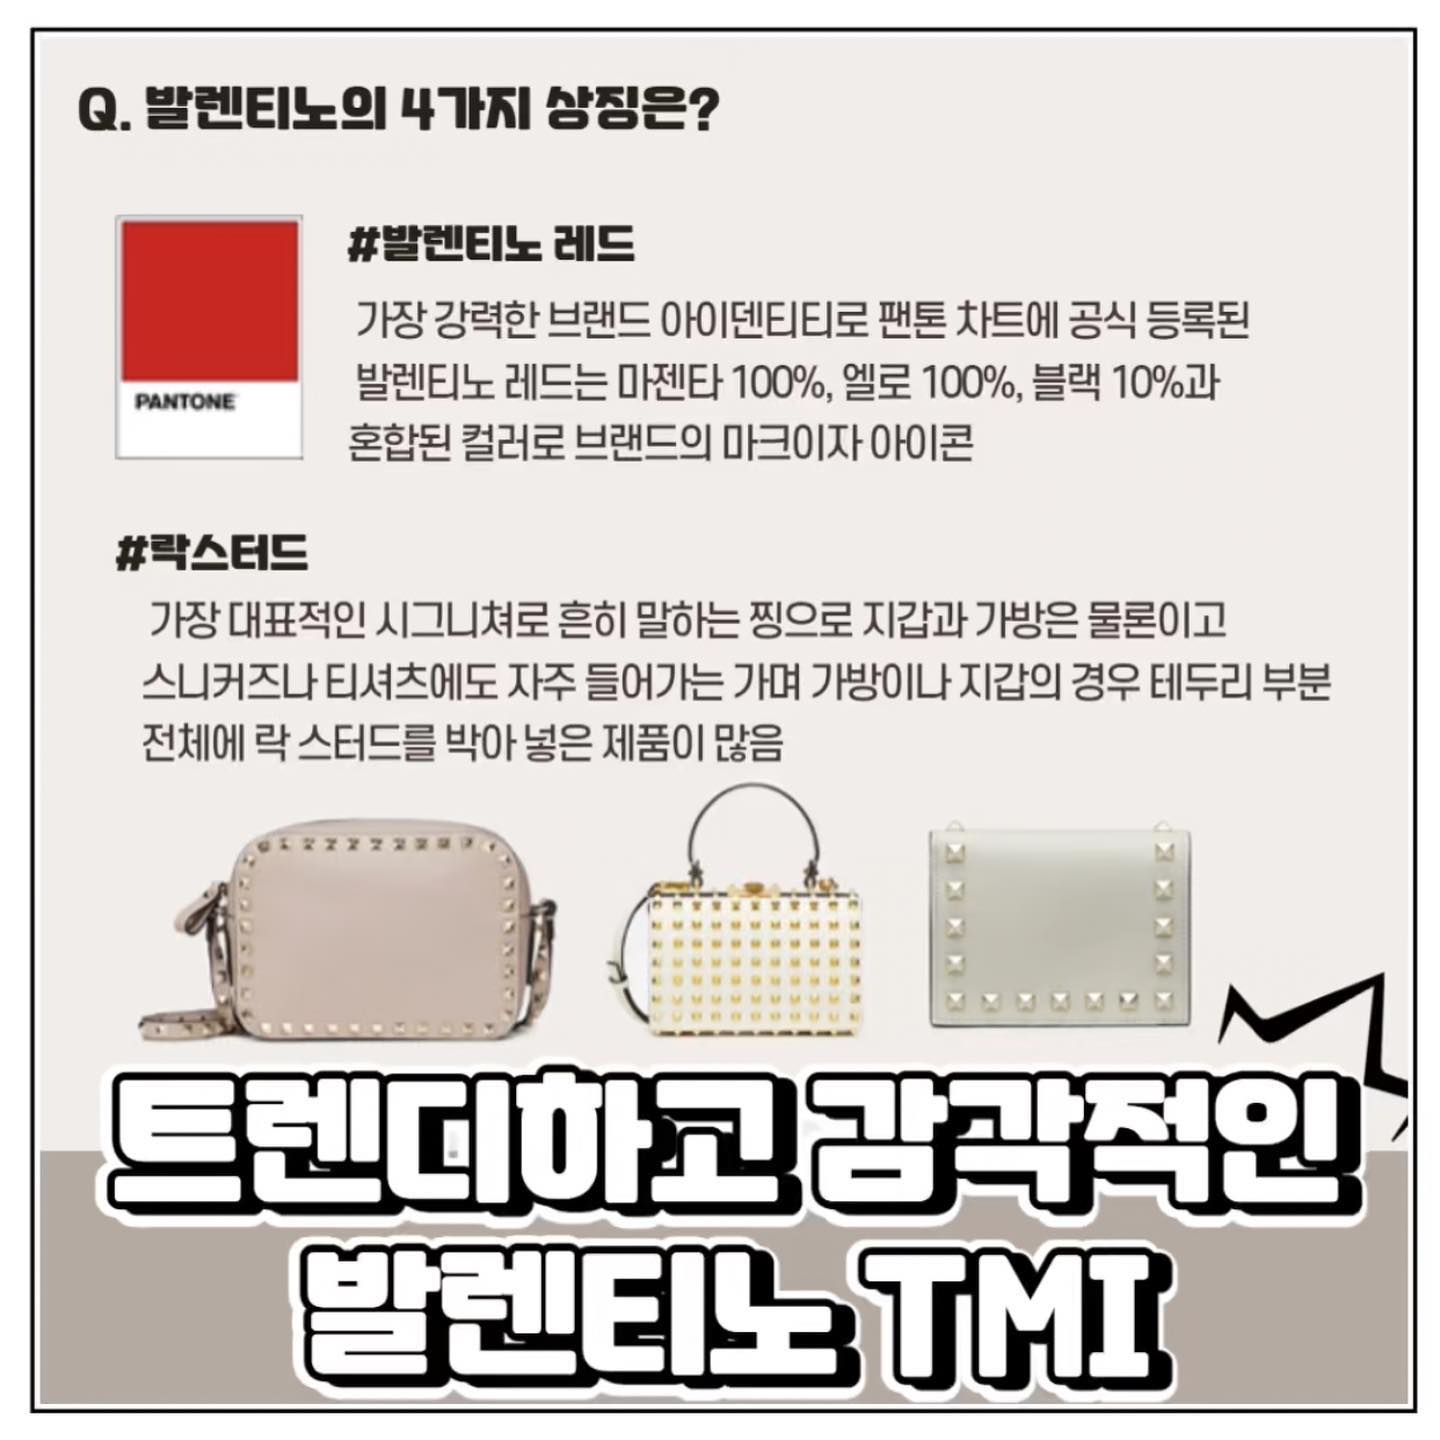 Q. 발렌티노의 4가지 상징은?
#발렌티노 레드
가장 강력한 브랜드 아이덴티티로 팬톤 차트에 공식 등록된
발렌티노 레드는 마젠타 100%, 엘로 100%, 블랙 10%과
혼합된 컬러로 브랜드의 마크이자 아이콘
PANTONE
#락스터드
가장 대표적인 시그니쳐로 흔히 말하는 찡으로 지갑과 가방은 물론이고
스니커즈나 티셔츠에도 자주 들어가는 가며 가방이나 지갑의 경우 테두리 부분
전체에 락 스터드를 박아 넣은 제품이 많음
트렌디하고 감각적인
발렌티노 TMI